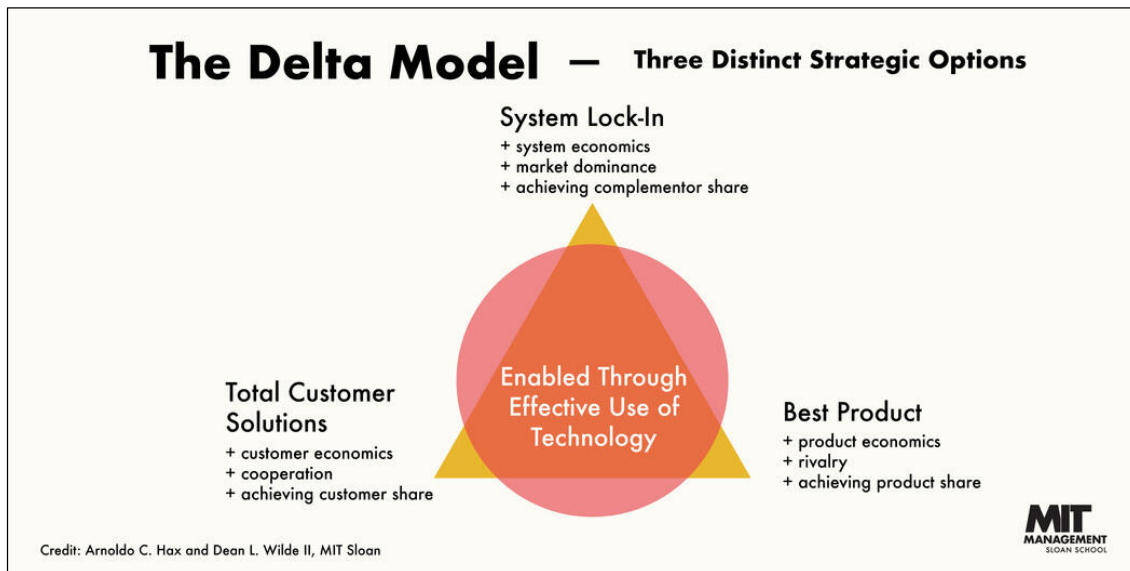 The Delta Model — Three Distinct Strategic Options
System Lock-In
+ system economics
+ market dominance
+ achieving complementor share
Enabled Through
Effective Use of
Technology
Total Customer
Solutions
+ customer economics
+ cooperation
+ achieving customer share
Best Product
+ product economics
+ rivalry
+ achieving product share
Credit: Arnoldo C. Hax and Dean L. Wilde II, MIT Sloan
MIT
MANAGEMENT
SLOAN SCHOOL